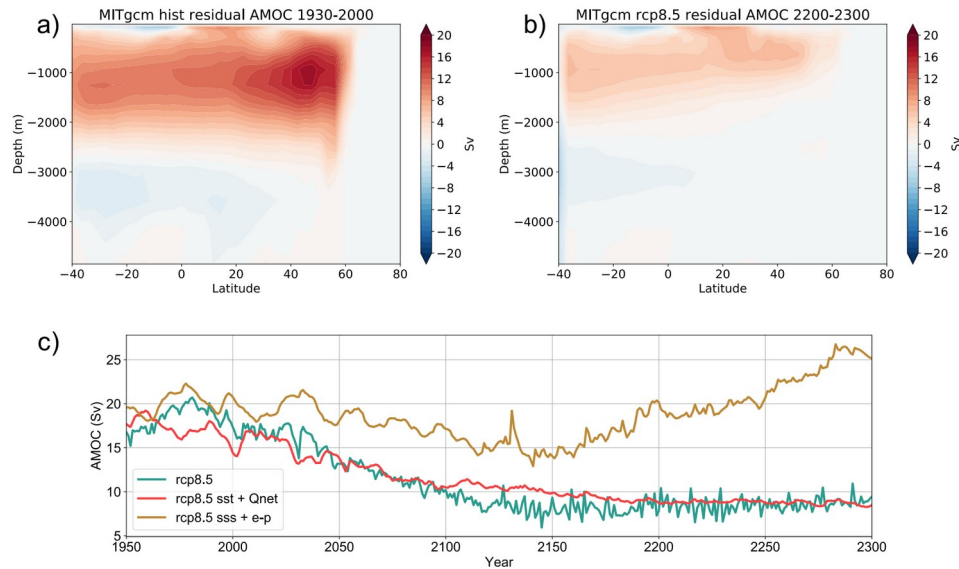 a)
MITgcm hist residual AMOC 1930-2000
Depth (m)
−1000
−2000
−3000
−4000
−40 −20 0 20 40 60 80
Latitude
20
16
12
8
4
0
−4
−8
−12
−16
−20
Sv
b)
MITgcm rcp8.5 residual AMOC 2200-2300
Depth (m)
−1000
−2000
−3000
−4000
−40 −20 0 20 40 60 80
Latitude
20
16
12
8
4
0
−4
−8
−12
−16
−20
Sv
c)
AMOC (Sv)
25
20
15
10
5
rcp8.5
rcp8.5 sst + Qnet
rcp8.5 sss + e-p
1950 2000 2050 2100 2150 2200 2250 2300
Year